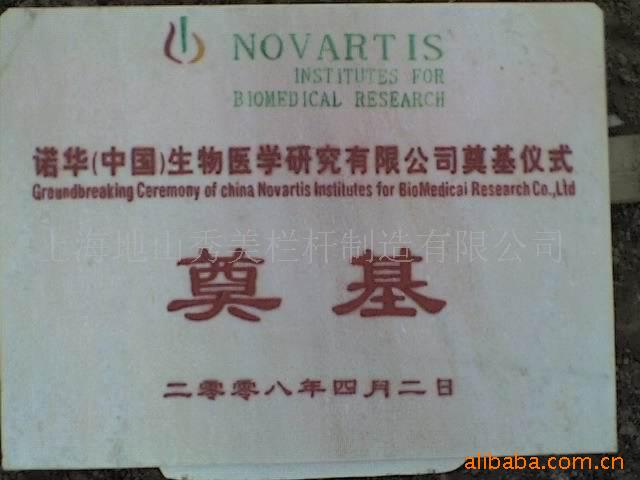 NOVARTIS
INSTITUTES FOR
BIOMEDICAL RESEARCH
诺华(中国)生物医学研究有限公司奠基仪式
Groundbreaking Ceremony of china Novartis Institutes for BioMedical Research Co.,Ltd
上海地山秀美栏杆制造有限公司
奠基
二零零八年四月二日
alibaba.com.cn